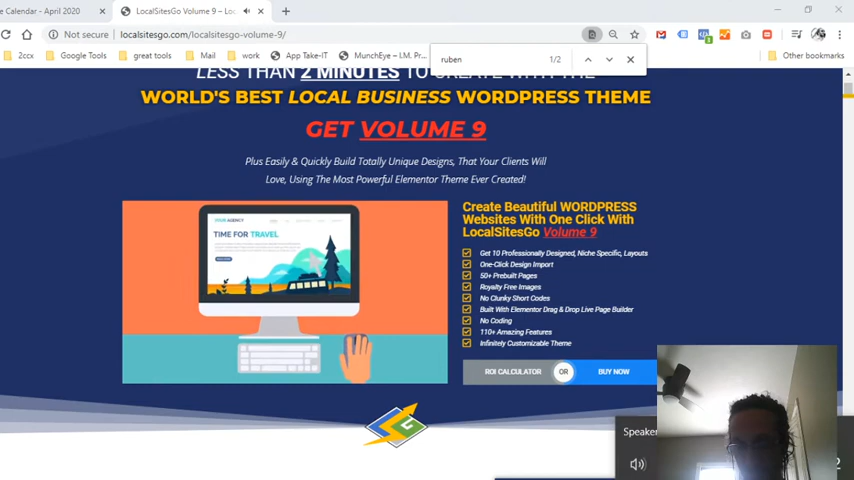 e Calendar - April 2020
LocalSitesGo Volume 9 – Loc
Not secure
localsitesgo.com/localsitesgo-volume-9/
2ccx
Google Tools
great tools
Mail
work
App Take-IT
MunchEye – I.M. Pr...
Other bookmarks
ruben
1/2
LESS THAN 2 MINUTES TO CREATE WITH THE
WORLD'S BEST LOCAL BUSINESS WORDPRESS THEME
GET VOLUME 9
Plus Easily & Quickly Build Totally Unique Designs, That Your Clients Will
Love, Using The Most Powerful Elementor Theme Ever Created!
YOUR AGENCY
TIME FOR TRAVEL
Create Beautiful WORDPRESS
Websites With One Click With
LocalSitesGo Volume 9
Get 10 Professionally Designed, Niche Specific, Layouts
One-Click Design Import
50+ Prebuilt Pages
Royalty Free Images
No Clunky Short Codes
Built With Elementor Drag & Drop Live Page Builder
No Coding
110+ Amazing Features
Infinitely Customizable Theme
ROI CALCULATOR
OR
BUY NOW
S G
Speaker
2